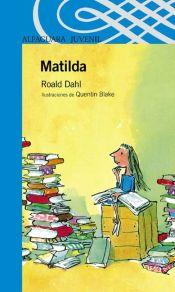 ALFAGUARA JUVENIL
Matilda
Roald Dahl
Ilustraciones de Quentin Blake